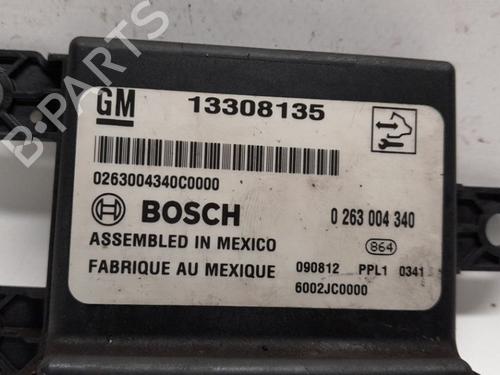 B-PARTS
GM 13308135
0263004340C0000
BOSCH 0 263 004 340
ASSEMBLED IN MEXICO 864
FABRIQUE AU MEXIQUE 090812 PPL1 0341
6002JC0000